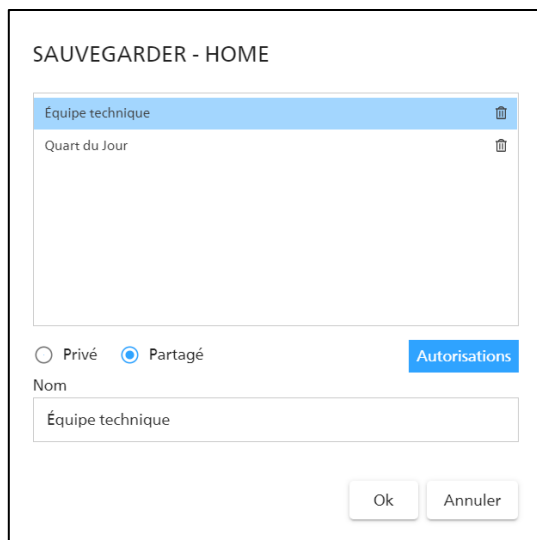 SAUVEGARDER - HOME
Équipe technique
Quart du Jour
Privé Partagé Autorisations
Nom
Équipe technique
Ok Annuler